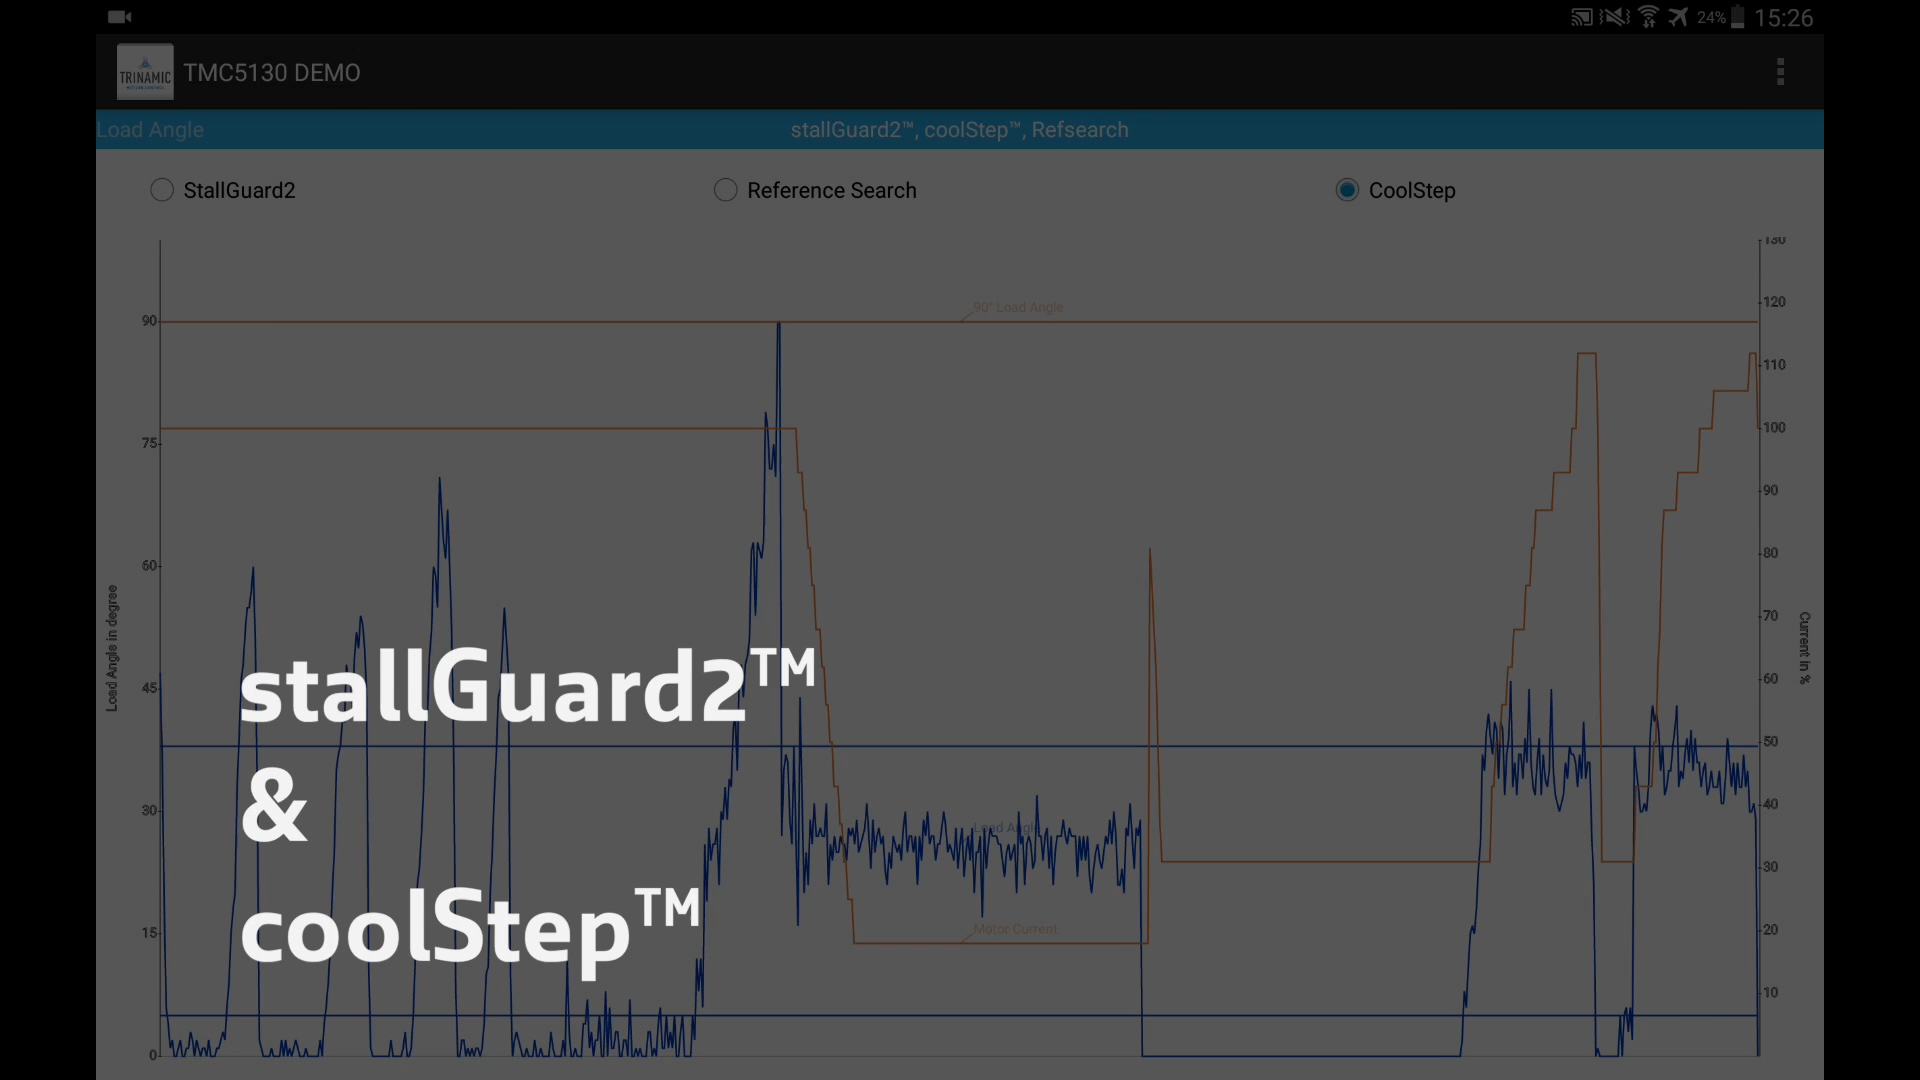 24% 15:26
TRINAMIC
TMC5130 DEMO
Load Angle
stallGuard2™, coolStep™, Refsearch
StallGuard2
Reference Search
CoolStep
130
120
110
100
90
80
70
60
50
40
30
20
10
90
75
60
45
30
15
0
Load Angle in degree
Current in %
90° Load Angle
Load Angle
Motor Current
stallGuard2™
&
coolStep™